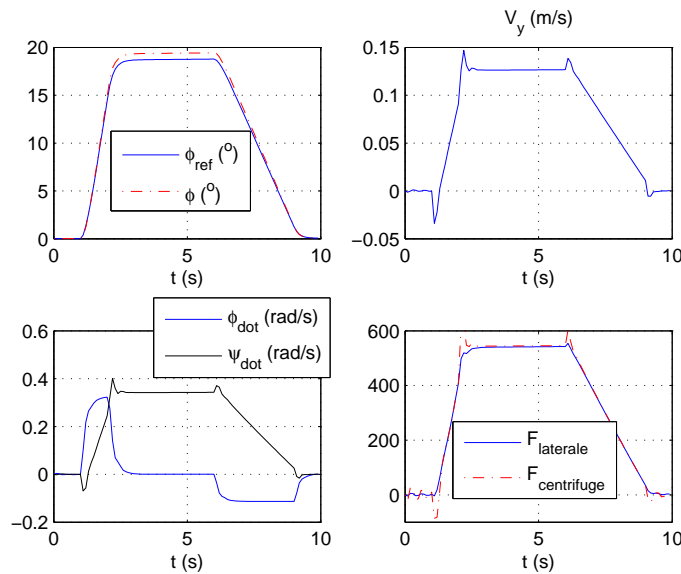 V_y (m/s)
20
15
10
5
0
ϕ_ref (°)
ϕ (°)
0 5 10
t (s)
0.15
0.1
0.05
0
−0.05
0 5 10
t (s)
0.6
0.4
0.2
0
−0.2
ϕ_dot (rad/s)
ψ_dot (rad/s)
0 5 10
t (s)
600
400
200
0
F_laterale
F_centrifuge
0 5 10
t (s)